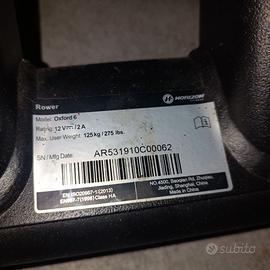 HORIZON
Rower
Model: Oxford 6
Rating: 12 V⎓/2 A
Max. User Weight: 125 kg / 275 lbs.
SN / Mfg Date:
AR531910C00062
EN ISO20957-1(2013)
EN957-7(1998) Class HA
NO.4500, Baoqian Rd, Zhuqiao,
Jiading, Shanghai, China
Made in China
subito